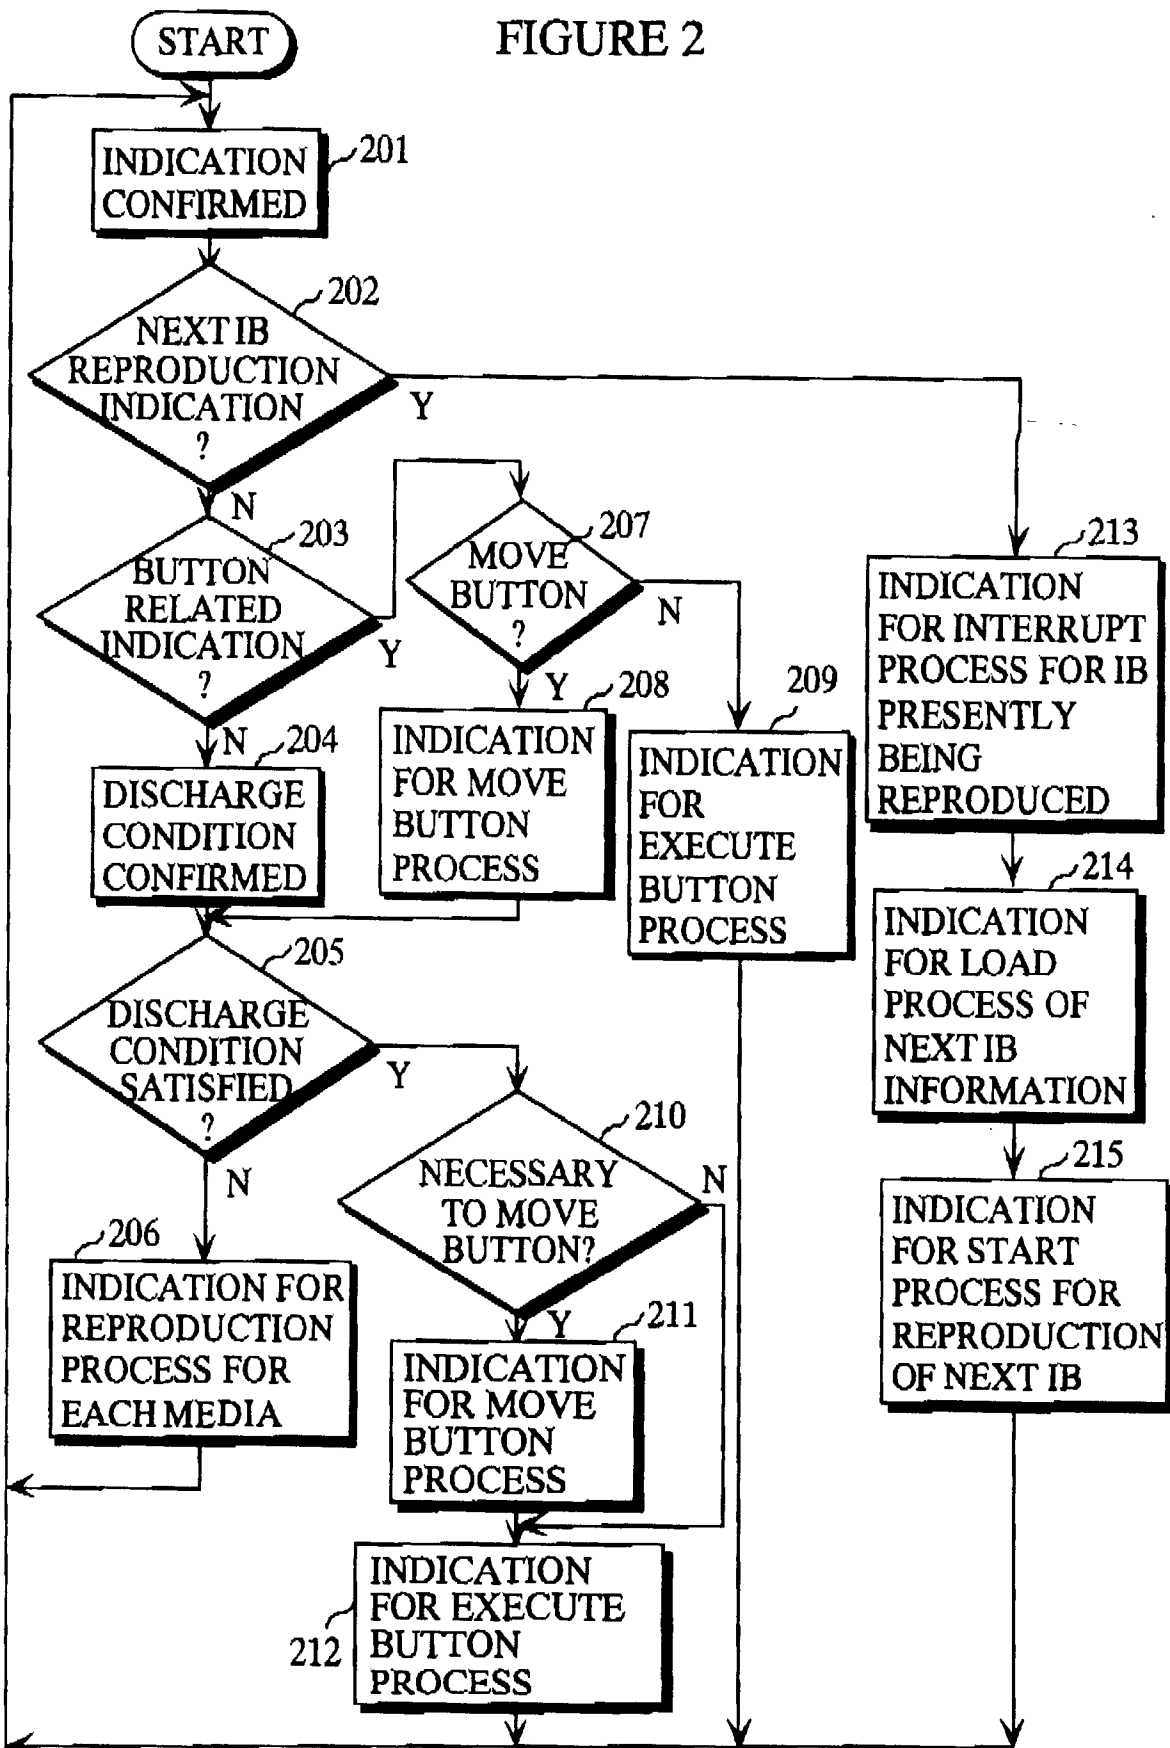 FIGURE 2
START
INDICATION
CONFIRMED
201
NEXT IB
REPRODUCTION
INDICATION
?
202
Y
N
BUTTON
RELATED
INDICATION
?
203
Y
N
MOVE
BUTTON
?
207
N
Y
DISCHARGE
CONDITION
CONFIRMED
204
INDICATION
FOR MOVE
BUTTON
PROCESS
208
INDICATION
FOR
EXECUTE
BUTTON
PROCESS
209
INDICATION
FOR INTERRUPT
PROCESS FOR IB
PRESENTLY
BEING
REPRODUCED
213
INDICATION
FOR LOAD
PROCESS OF
NEXT IB
INFORMATION
214
INDICATION
FOR START
PROCESS FOR
REPRODUCTION
OF NEXT IB
215
DISCHARGE
CONDITION
SATISFIED
?
205
Y
N
INDICATION FOR
REPRODUCTION
PROCESS FOR
EACH MEDIA
206
NECESSARY
TO MOVE
BUTTON?
210
N
Y
INDICATION
FOR MOVE
BUTTON
PROCESS
211
INDICATION
FOR EXECUTE
BUTTON
PROCESS
212